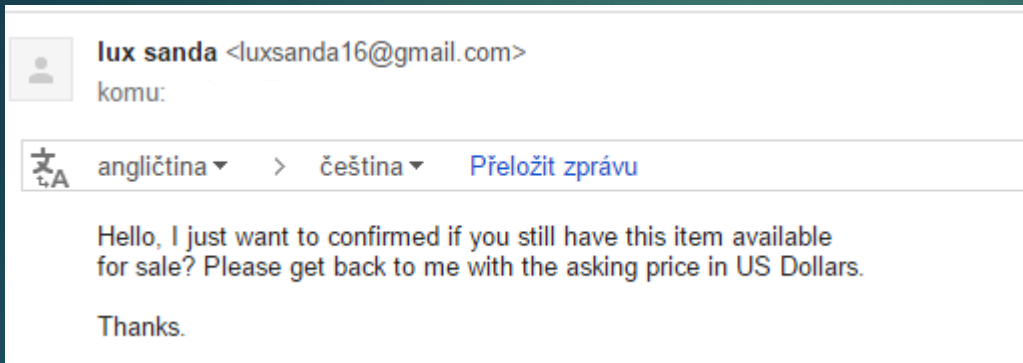 lux sanda <luxsanda16@gmail.com>
komu:
angličtina > čeština Přeložit zprávu
Hello, I just want to confirmed if you still have this item available
for sale? Please get back to me with the asking price in US Dollars.
Thanks.